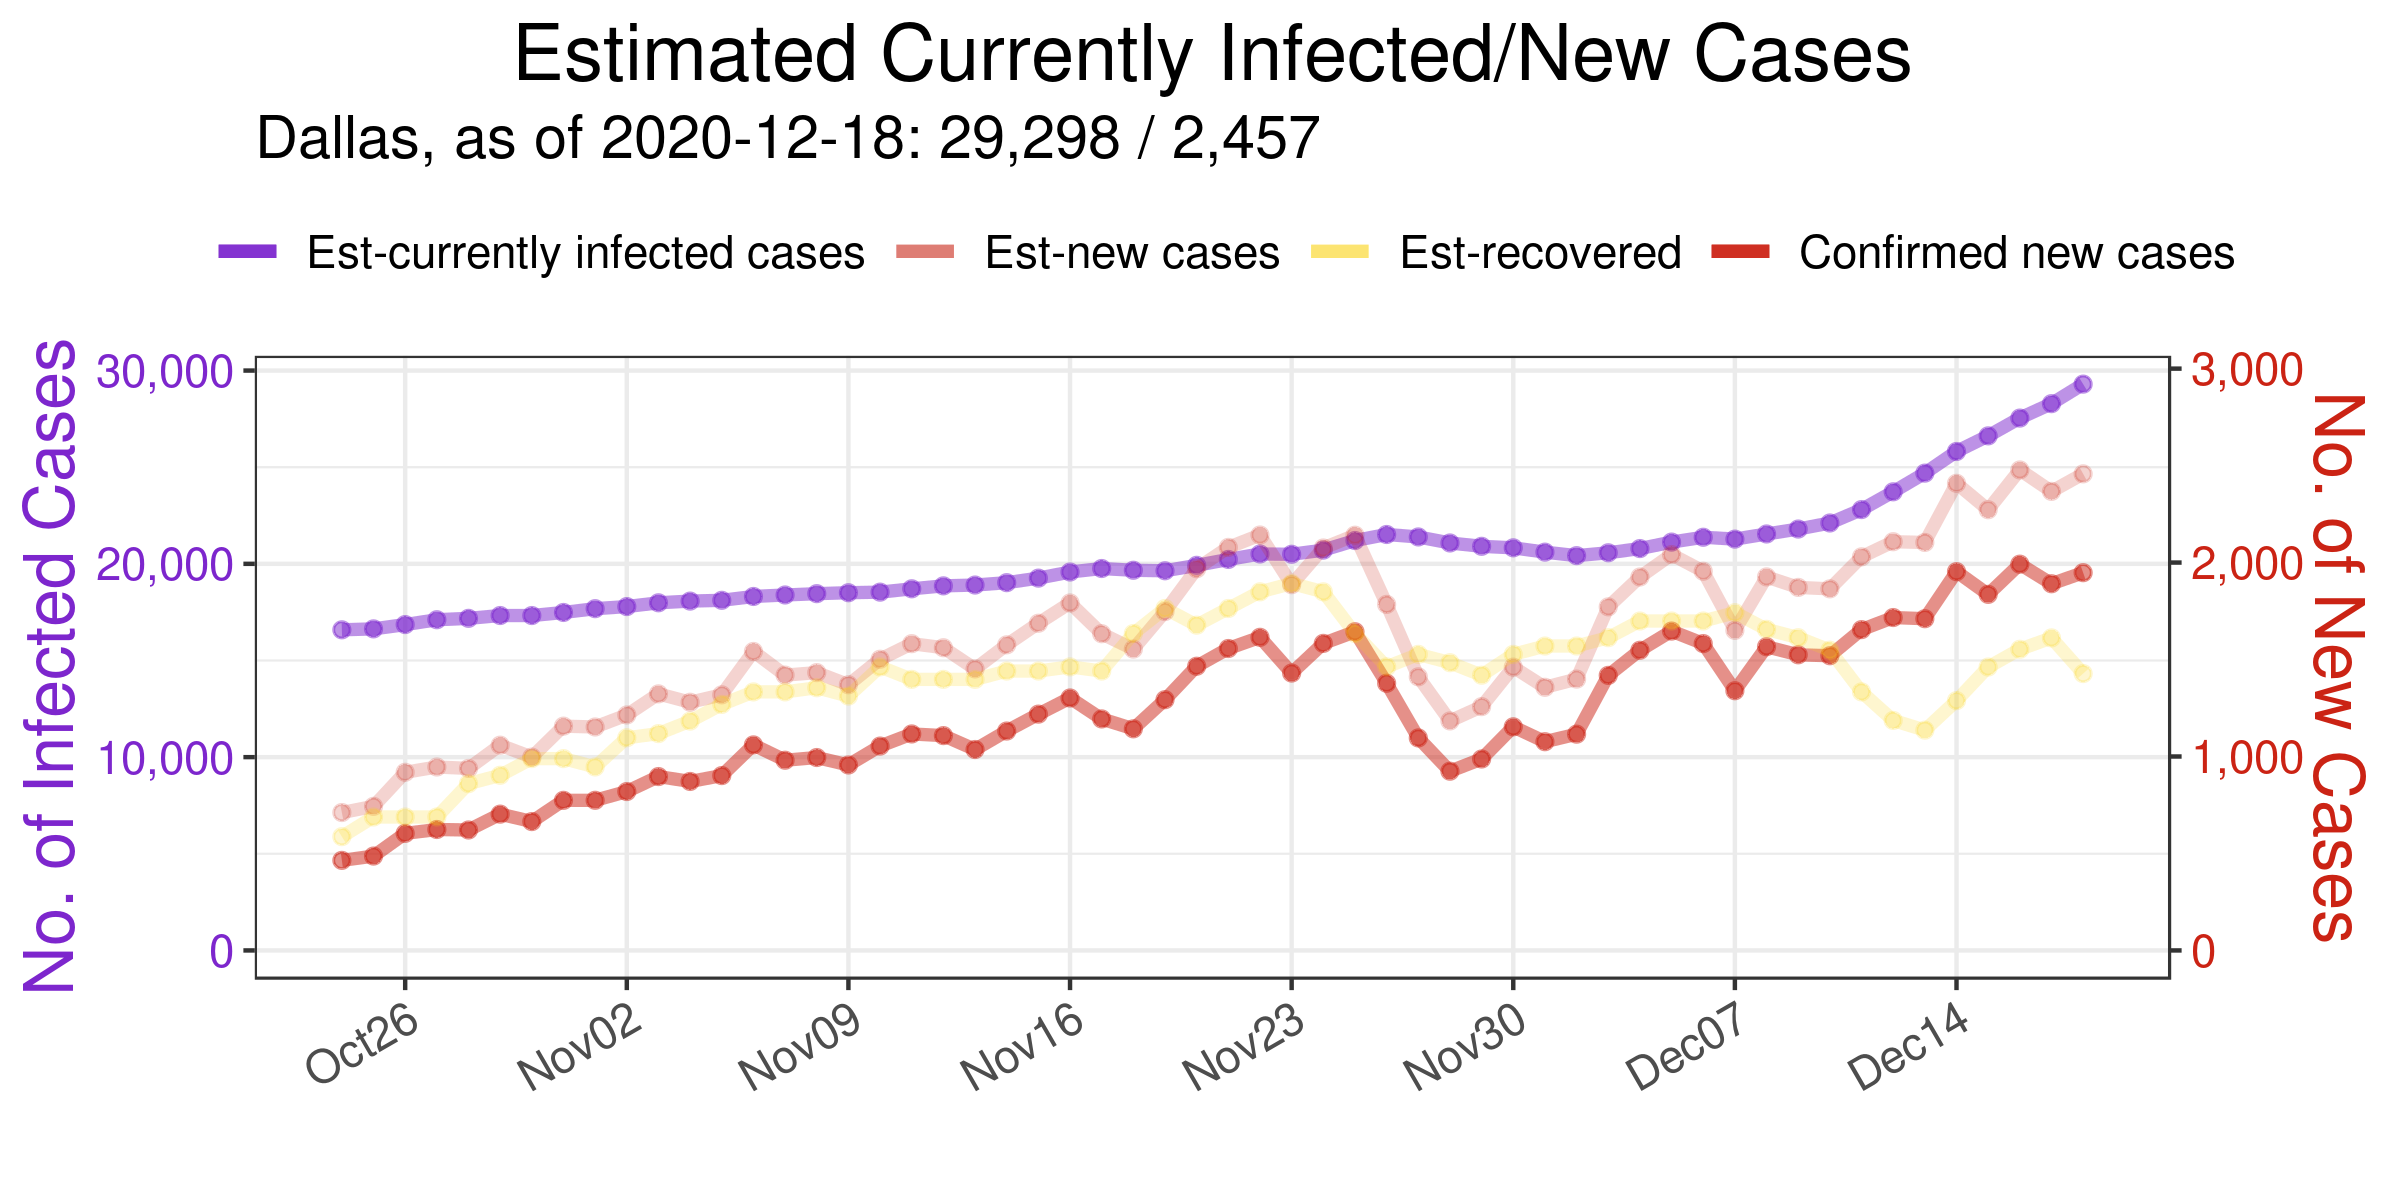 Estimated Currently Infected/New Cases
Dallas, as of 2020-12-18: 29,298 / 2,457
Est-currently infected cases Est-new cases Est-recovered Confirmed new cases
No. of Infected Cases
30,000
20,000
10,000
0
3,000
2,000
1,000
0
No. of New Cases
Oct26 Nov02 Nov09 Nov16 Nov23 Nov30 Dec07 Dec14